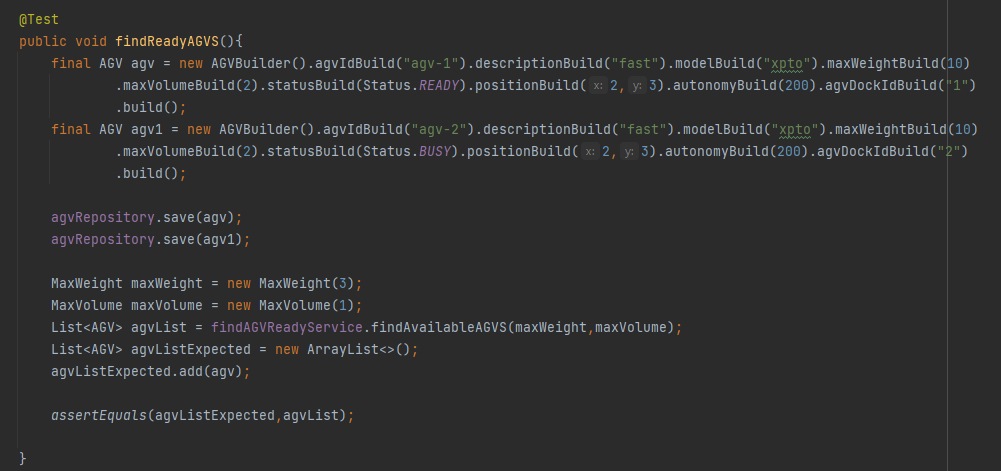 @Test
public void findReadyAGVS(){
final AGV agv = new AGVBuilder().agvIdBuild("agv-1").descriptionBuild("fast").modelBuild("xpto").maxWeightBuild(10)
.maxVolumeBuild(2).statusBuild(Status.READY).positionBuild( x: 2, y: 3).autonomyBuild(200).agvDockIdBuild("1")
.build();
final AGV agv1 = new AGVBuilder().agvIdBuild("agv-2").descriptionBuild("fast").modelBuild("xpto").maxWeightBuild(10)
.maxVolumeBuild(2).statusBuild(Status.BUSY).positionBuild( x: 2, y: 3).autonomyBuild(200).agvDockIdBuild("2")
.build();
agvRepository.save(agv);
agvRepository.save(agv1);
MaxWeight maxWeight = new MaxWeight(3);
MaxVolume maxVolume = new MaxVolume(1);
List<AGV> agvList = findAGVReadyService.findAvailableAGVS(maxWeight,maxVolume);
List<AGV> agvListExpected = new ArrayList<>();
agvListExpected.add(agv);
assertEquals(agvListExpected,agvList);
}